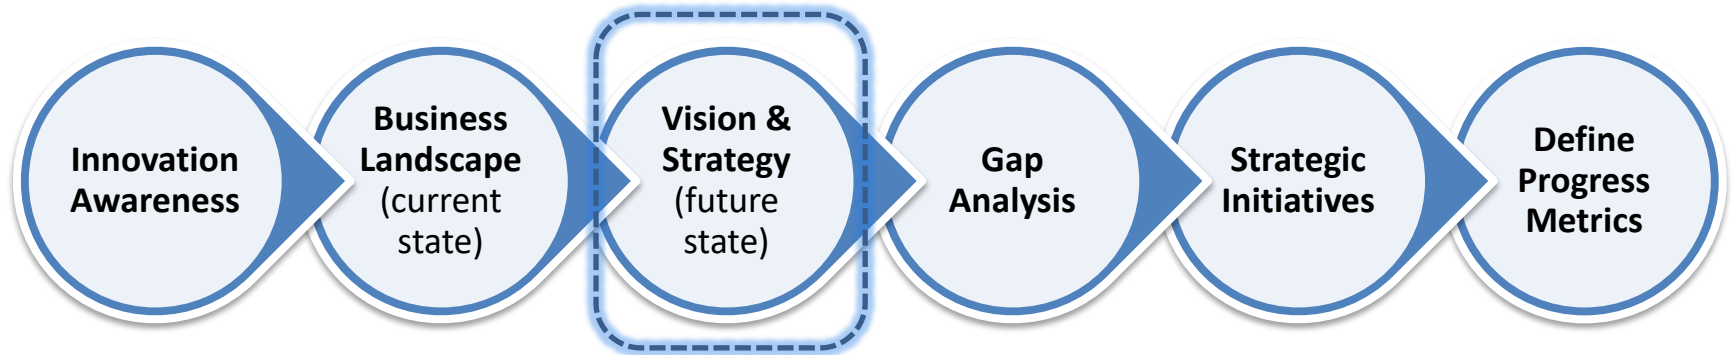 Innovation
Awareness
Business
Landscape
(current
state)
Vision &
Strategy
(future
state)
Gap
Analysis
Strategic
Initiatives
Define
Progress
Metrics